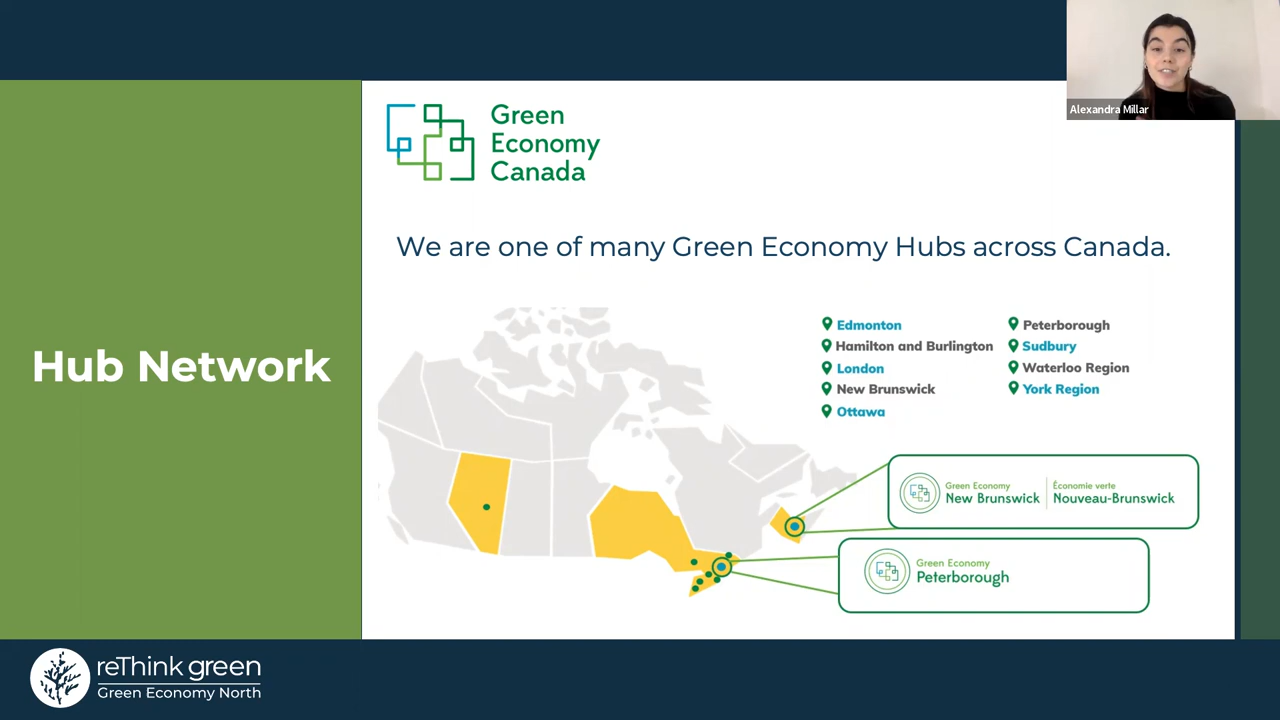 Alexandra Millar
Green
Economy
Canada
We are one of many Green Economy Hubs across Canada.
Hub Network
Edmonton
Hamilton and Burlington
London
New Brunswick
Ottawa
Peterborough
Sudbury
Waterloo Region
York Region
Green Economy
New Brunswick
Économie verte
Nouveau-Brunswick
Green Economy
Peterborough
reThink green
Green Economy North